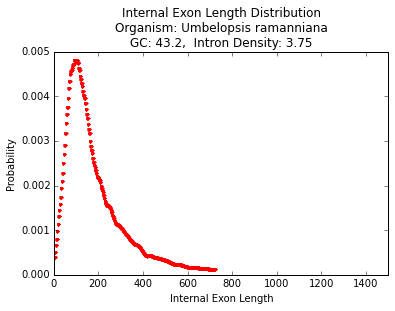 Internal Exon Length Distribution
Organism: Umbelopsis ramanniana
GC: 43.2,  Intron Density: 3.75
0.005
0.004
0.003
0.002
0.001
0.000
Probability
0 200 400 600 800 1000 1200 1400
Internal Exon Length